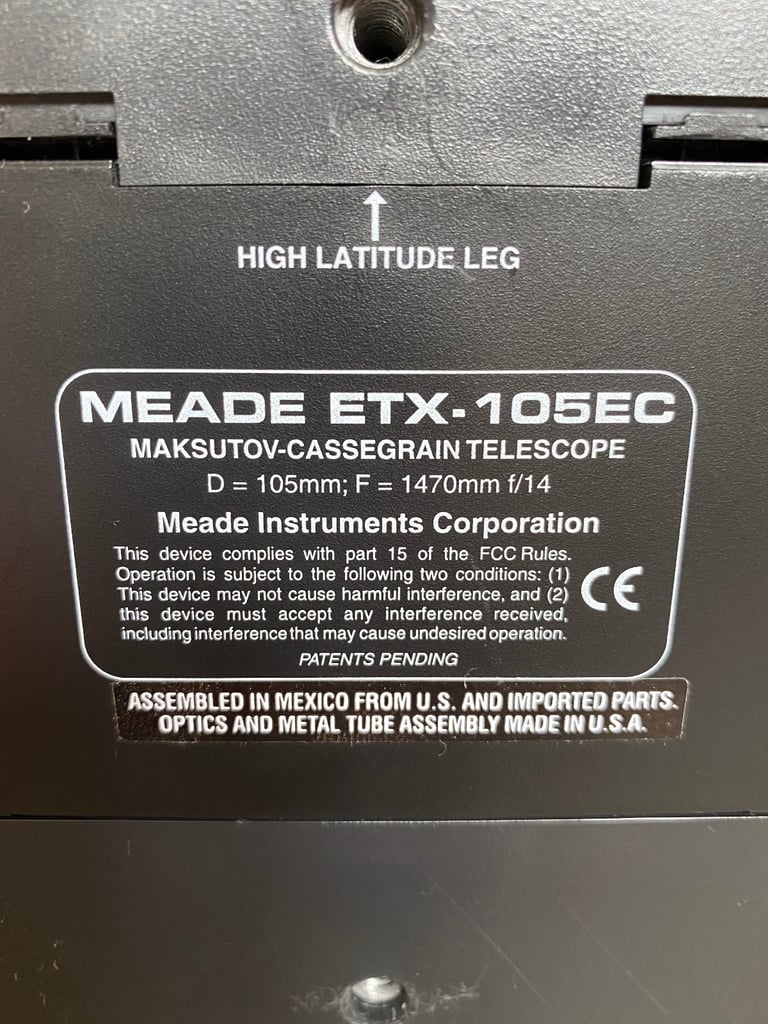 HIGH LATITUDE LEG
MEADE ETX-105EC
MAKSUTOV-CASSEGRAIN TELESCOPE
D = 105mm; F = 1470mm f/14
Meade Instruments Corporation
This device complies with part 15 of the FCC Rules.
Operation is subject to the following two conditions: (1)
This device may not cause harmful interference, and (2)
this device must accept any interference received,
including interference that may cause undesired operation.
CE
PATENTS PENDING
ASSEMBLED IN MEXICO FROM U.S. AND IMPORTED PARTS.
OPTICS AND METAL TUBE ASSEMBLY MADE IN U.S.A.